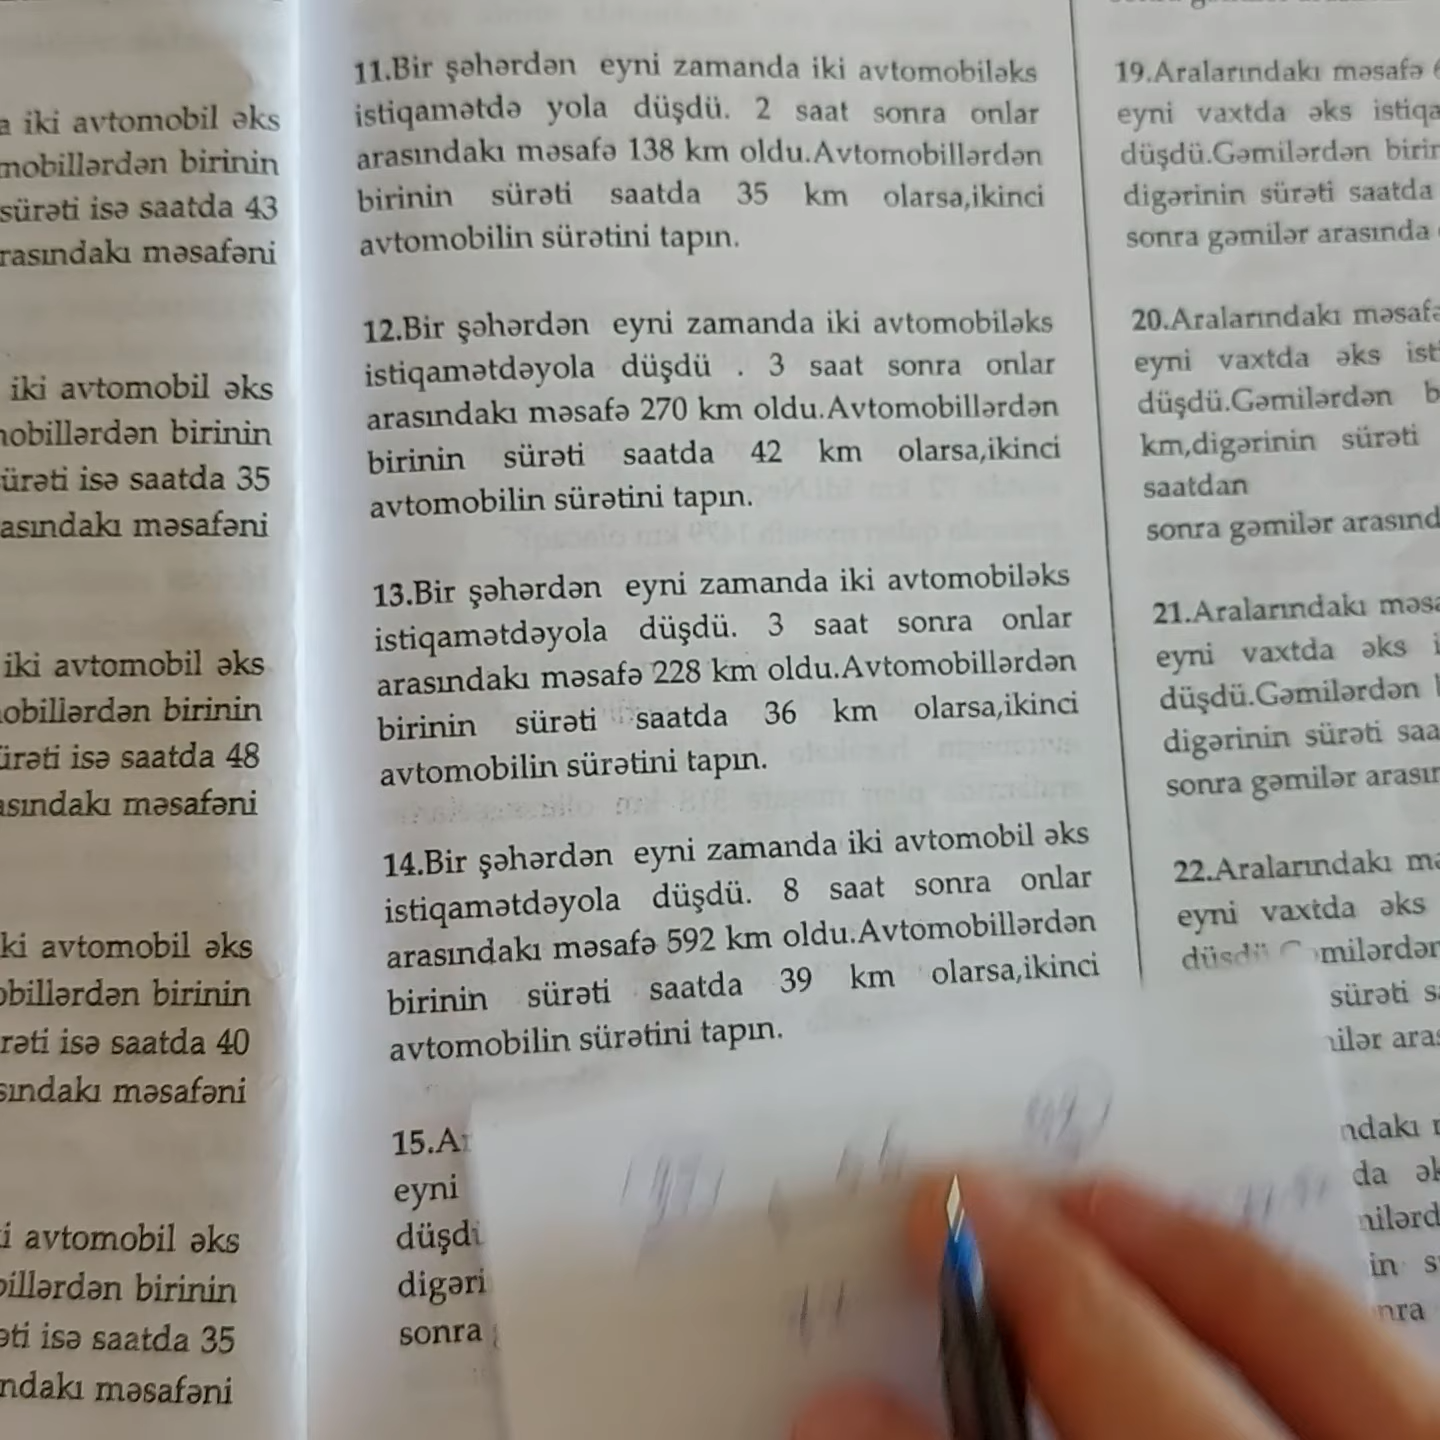 a iki avtomobil əks
mobillərdən birinin
sürəti isə saatda 43
rasındakı məsafəni
iki avtomobil əks
nobillərdən birinin
ürəti isə saatda 35
asındakı məsafəni
iki avtomobil əks
obillərdən birinin
ürəti isə saatda 48
asındakı məsafəni
ki avtomobil əks
obillərdən birinin
rəti isə saatda 40
sındakı məsafəni
i avtomobil əks
billərdən birinin
əti isə saatda 35
ndakı məsafəni
11.Bir şəhərdən eyni zamanda iki avtomobiləks
istiqamətdə yola düşdü. 2 saat sonra onlar
arasındakı məsafə 138 km oldu.Avtomobillərdən
birinin sürəti saatda 35 km olarsa,ikinci
avtomobilin sürətini tapın.
12.Bir şəhərdən eyni zamanda iki avtomobiləks
istiqamətdəyola düşdü . 3 saat sonra onlar
arasındakı məsafə 270 km oldu.Avtomobillərdən
birinin sürəti saatda 42 km olarsa,ikinci
avtomobilin sürətini tapın.
13.Bir şəhərdən eyni zamanda iki avtomobiləks
istiqamətdəyola düşdü. 3 saat sonra onlar
arasındakı məsafə 228 km oldu.Avtomobillərdən
birinin sürəti saatda 36 km olarsa,ikinci
avtomobilin sürətini tapın.
14.Bir şəhərdən eyni zamanda iki avtomobil əks
istiqamətdəyola düşdü. 8 saat sonra onlar
arasındakı məsafə 592 km oldu.Avtomobillərdən
birinin sürəti saatda 39 km olarsa,ikinci
avtomobilin sürətini tapın.
15.A
eyni
düşdi
digəri
sonra
19.Aralarındakı məsafə
eyni vaxtda əks istiqa
düşdü.Gəmilərdən birin
digərinin sürəti saatda
sonra gəmilər arasında
20.Aralarındakı məsafə
eyni vaxtda əks isti
düşdü.Gəmilərdən b
km,digərinin sürəti
saatdan
sonra gəmilər arasınd
21.Aralarındakı məsa
eyni vaxtda əks i
düşdü.Gəmilərdən
digərinin sürəti saa
sonra gəmilər arasın
22.Aralarındakı mə
eyni vaxtda əks
düşdü milərdən
sürəti sa
ilər aras
ndakı
da ək
nilərd
in s
nra